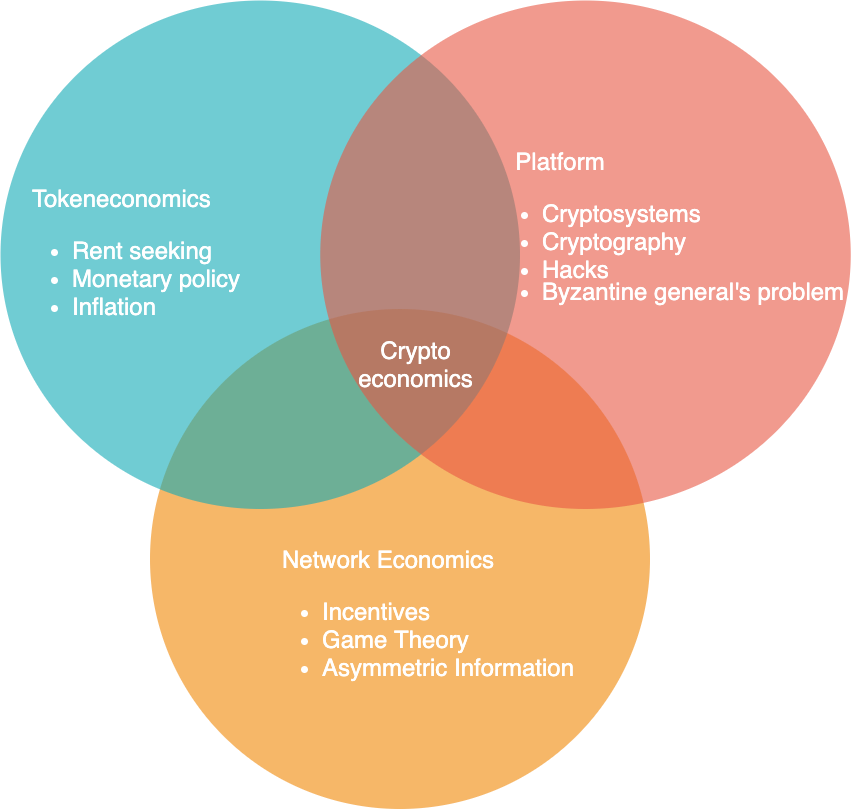 Tokeneconomics
• Rent seeking
• Monetary policy
• Inflation
Platform
• Cryptosystems
• Cryptography
• Hacks
• Byzantine general's problem
Crypto
economics
Network Economics
• Incentives
• Game Theory
• Asymmetric Information